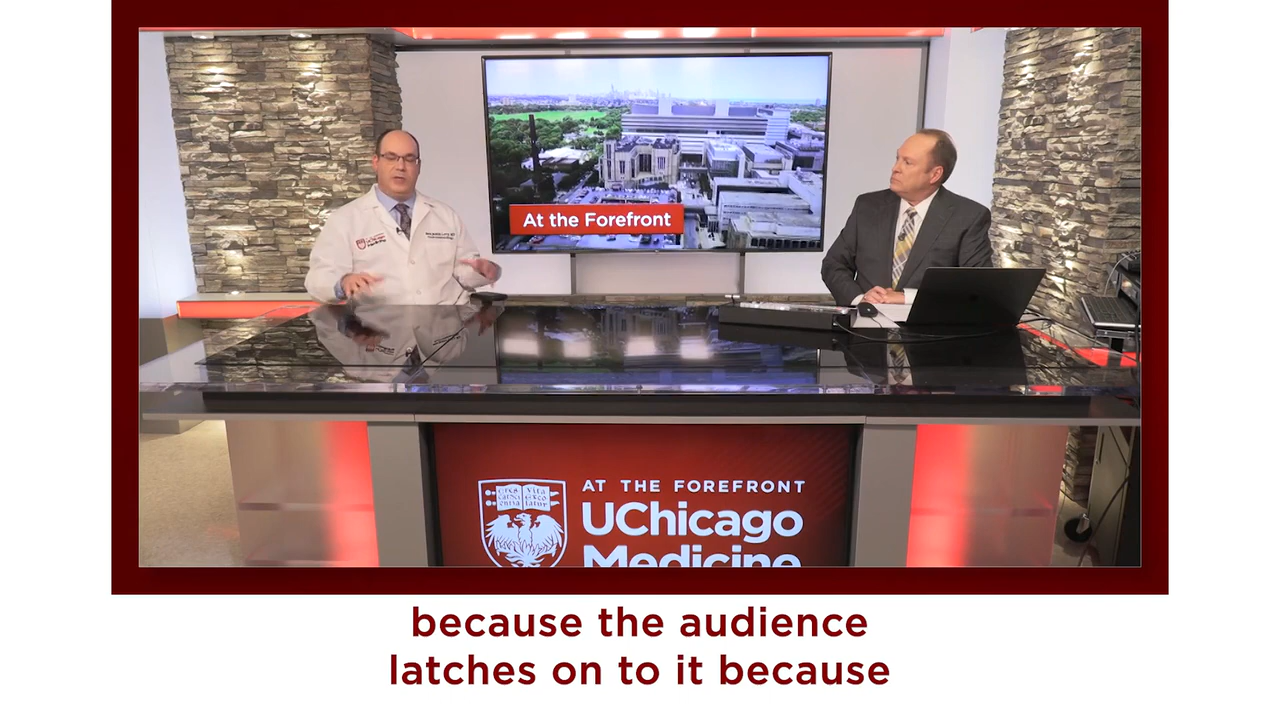 At the Forefront
AT THE FOREFRONT
UChicago
Medicine
because the audience
latches on to it because